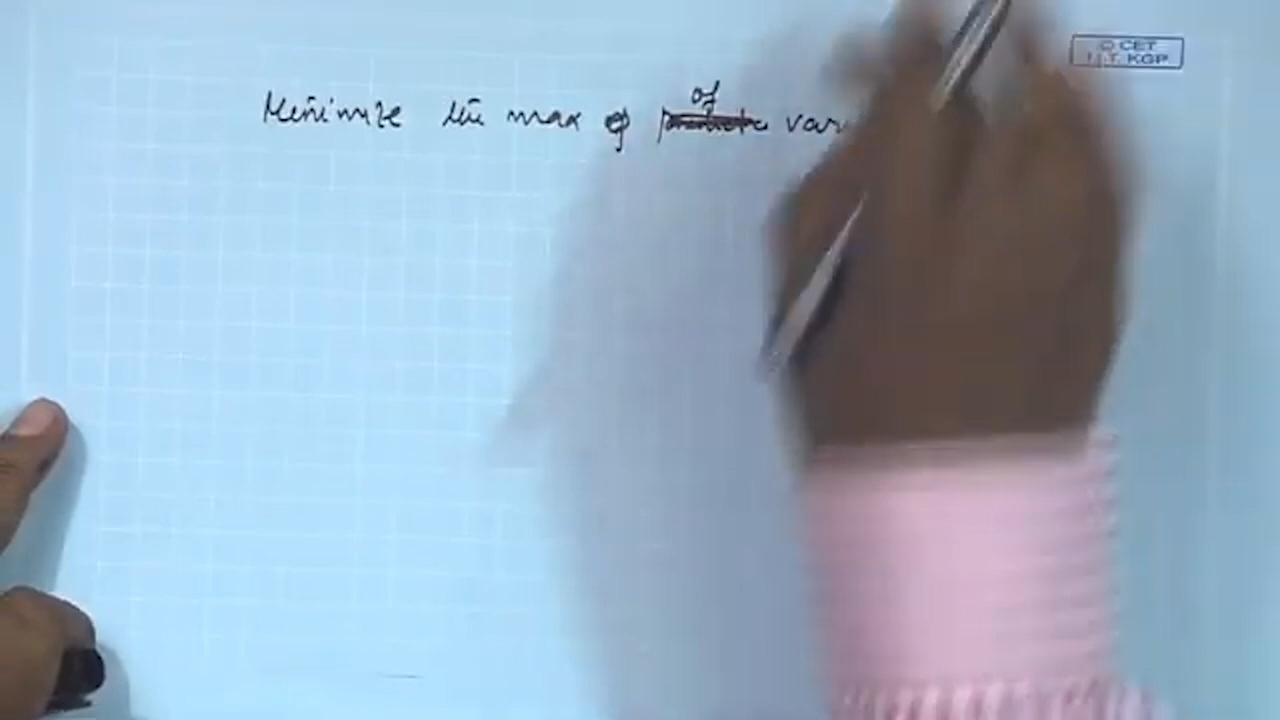 © CET
I.I.T. KGP
Minimize the max of of var